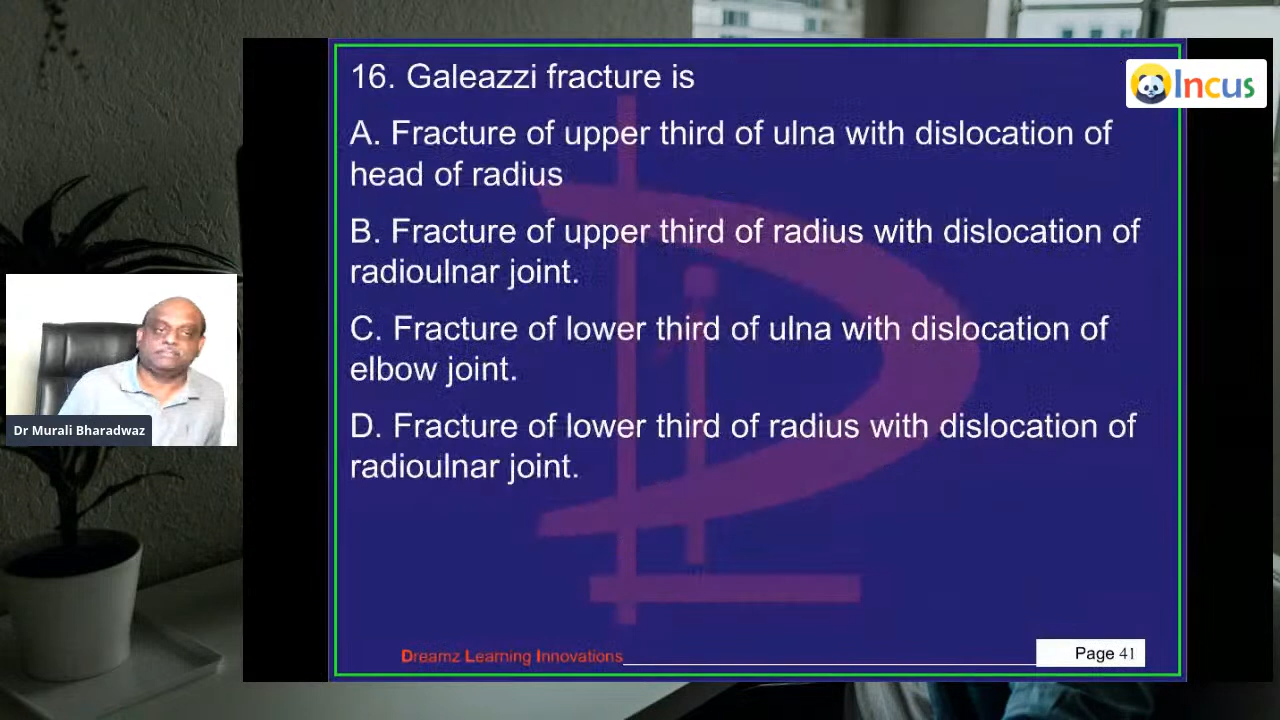 16. Galeazzi fracture is
A. Fracture of upper third of ulna with dislocation of
head of radius
B. Fracture of upper third of radius with dislocation of
radioulnar joint.
C. Fracture of lower third of ulna with dislocation of
elbow joint.
D. Fracture of lower third of radius with dislocation of
radioulnar joint.
Incus
Dr Murali Bharadwaz
Dreamz Learning Innovations
Page 41